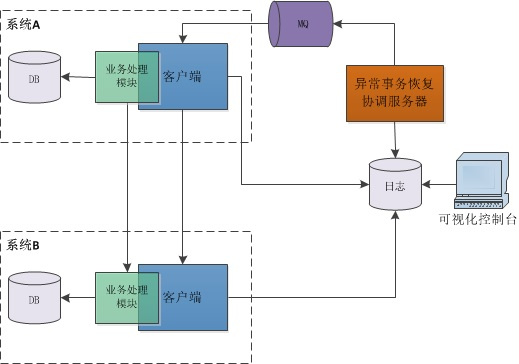 系统A
MQ
DB
业务处理
模块
客户端
异常事务恢复
协调服务器
日志
可视化控制台
系统B
DB
业务处理
模块
客户端